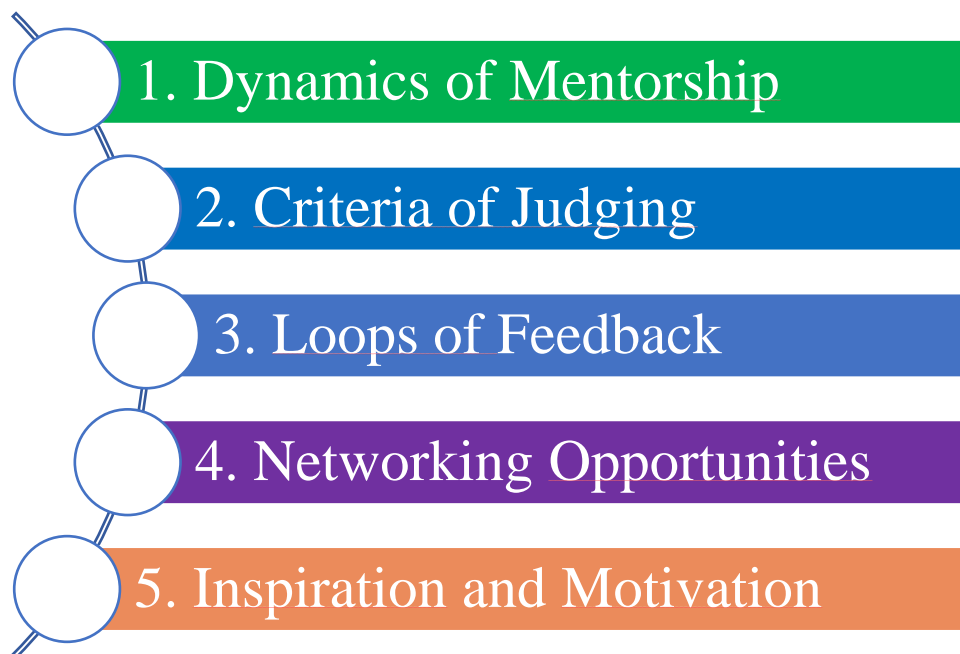 1. Dynamics of Mentorship
2. Criteria of Judging
3. Loops of Feedback
4. Networking Opportunities
5. Inspiration and Motivation